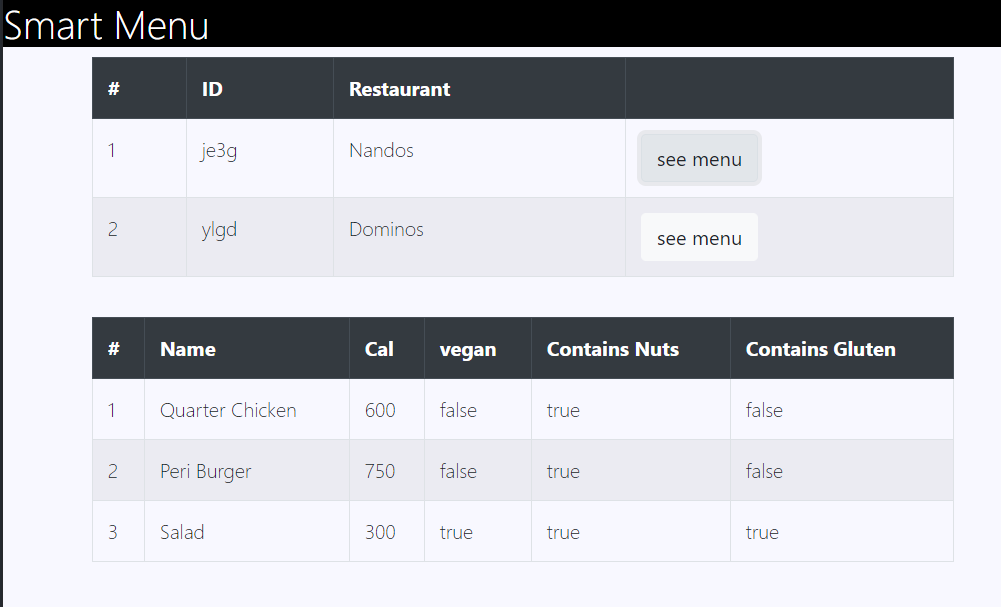 Smart Menu
# ID Restaurant
1 je3g Nandos see menu
2 ylgd Dominos see menu
# Name Cal vegan Contains Nuts Contains Gluten
1 Quarter Chicken 600 false true false
2 Peri Burger 750 false true false
3 Salad 300 true true true